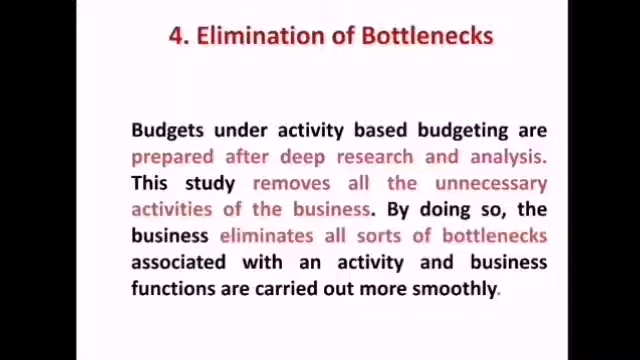 4. Elimination of Bottlenecks
Budgets under activity based budgeting are
prepared after deep research and analysis.
This study removes all the unnecessary
activities of the business. By doing so, the
business eliminates all sorts of bottlenecks
associated with an activity and business
functions are carried out more smoothly.